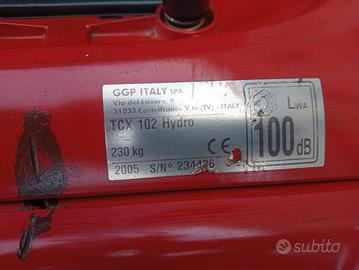 GGP ITALY SPA
Via del Lavoro, 6
31033 Castelfranco V.to (TV) - ITALY
TCX 102 Hydro
230 kg CE
2005 S/N° 234426
LWA
100 dB
subito